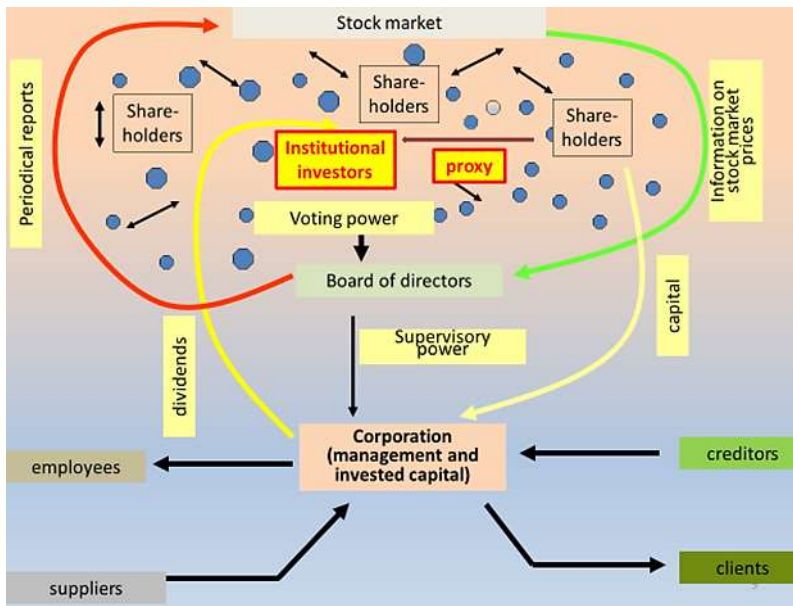 Stock market
Periodical reports
Share-
holders
Share-
holders
Share-
holders
Information on
stock market
prices
Institutional
investors
proxy
Voting power
Board of directors
capital
Supervisory
power
dividends
Corporation
(management and
invested capital)
employees
creditors
suppliers
clients